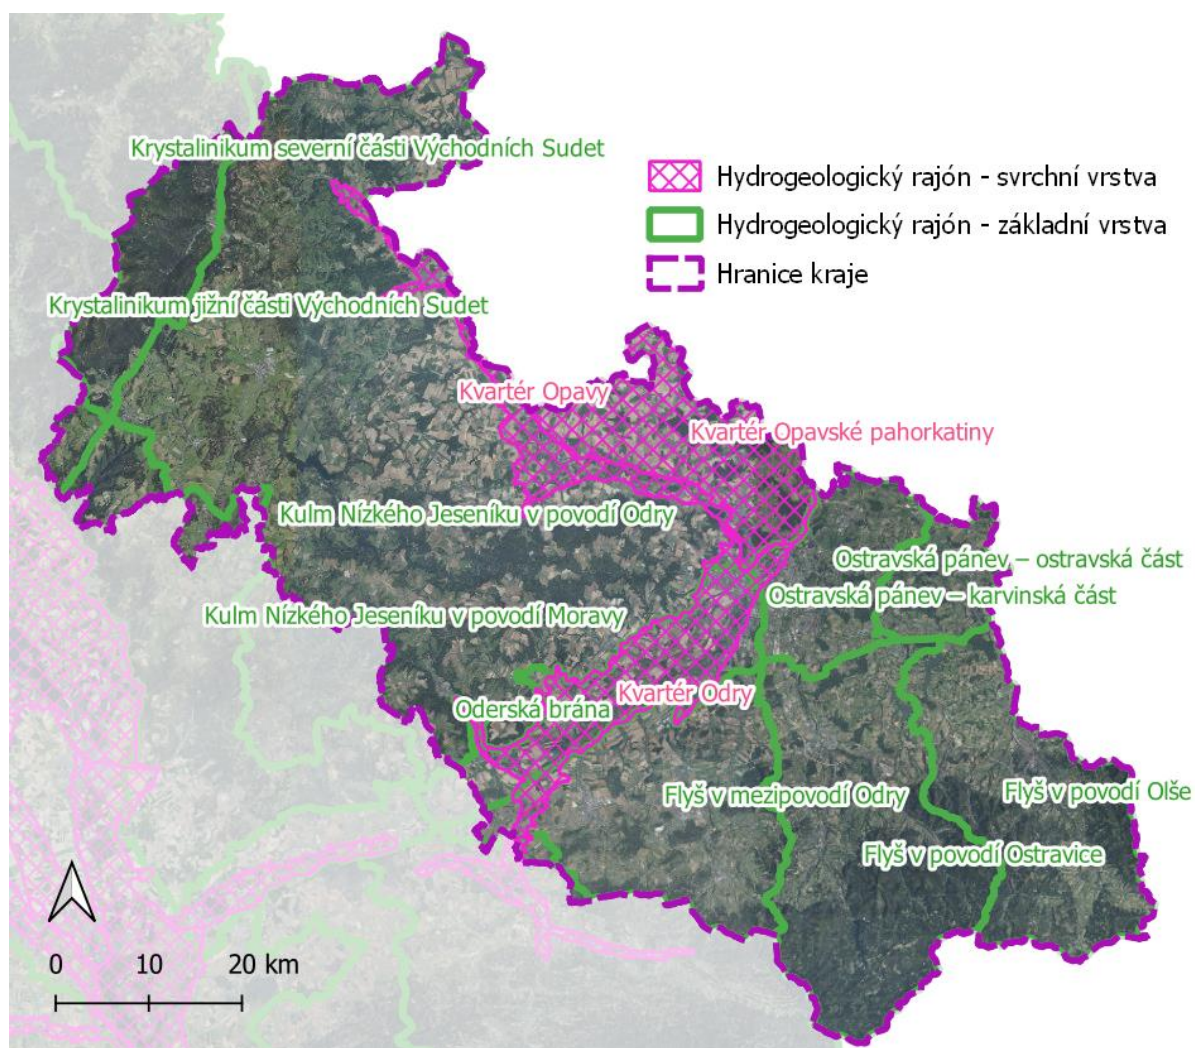 Krystalinikum severní části Východních Sudet
Hydrogeologický rajón - svrchní vrstva
Hydrogeologický rajón - základní vrstva
Hranice kraje
Krystalinikum jižní části Východních Sudet
Kvartér Opavy
Kvartér Opavské pahorkatiny
Kulm Nízkého Jeseníku v povodí Odry
Ostravská pánev – ostravská část
Ostravská pánev – karvinská část
Kulm Nízkého Jeseníku v povodí Moravy
Kvartér Odry
Oderská brána
Flyš v mezipovodí Odry
Flyš v povodí Olše
Flyš v povodí Ostravice
0 10 20 km